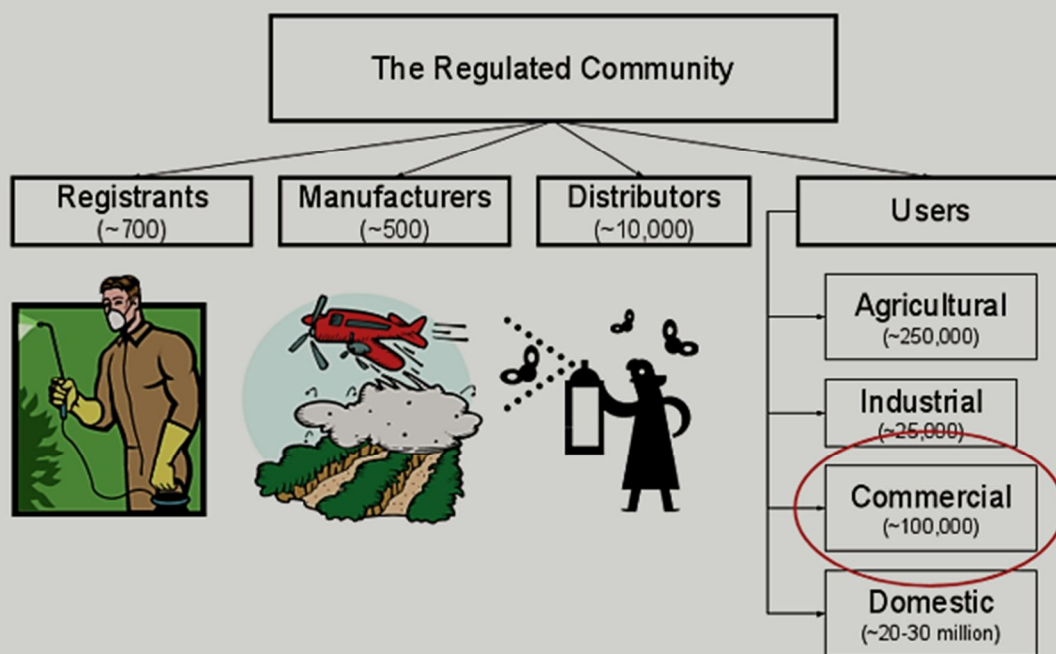 The Regulated Community
Registrants
(~700)
Manufacturers
(~500)
Distributors
(~10,000)
Users
Agricultural
(~250,000)
Industrial
(~25,000)
Commercial
(~100,000)
Domestic
(~20-30 million)